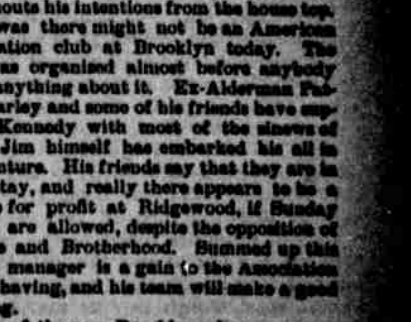 outs his intentions from the house top.
was there might not be an American
ation club at Brooklyn today. The
as organized almost before anybody
anything about it. Ex-Alderman Pat-
arley and some of his friends have sup-
Kennedy with most of the sinews of
Jim himself has embarked his all in
nture. His friends say that they are in
tay, and really there appears to be a
for profit at Ridgewood, if Sunday
are allowed, despite the opposition of
and Brotherhood. Summed up this
manager is a gain to the Association
having, and his team will make a good
g.